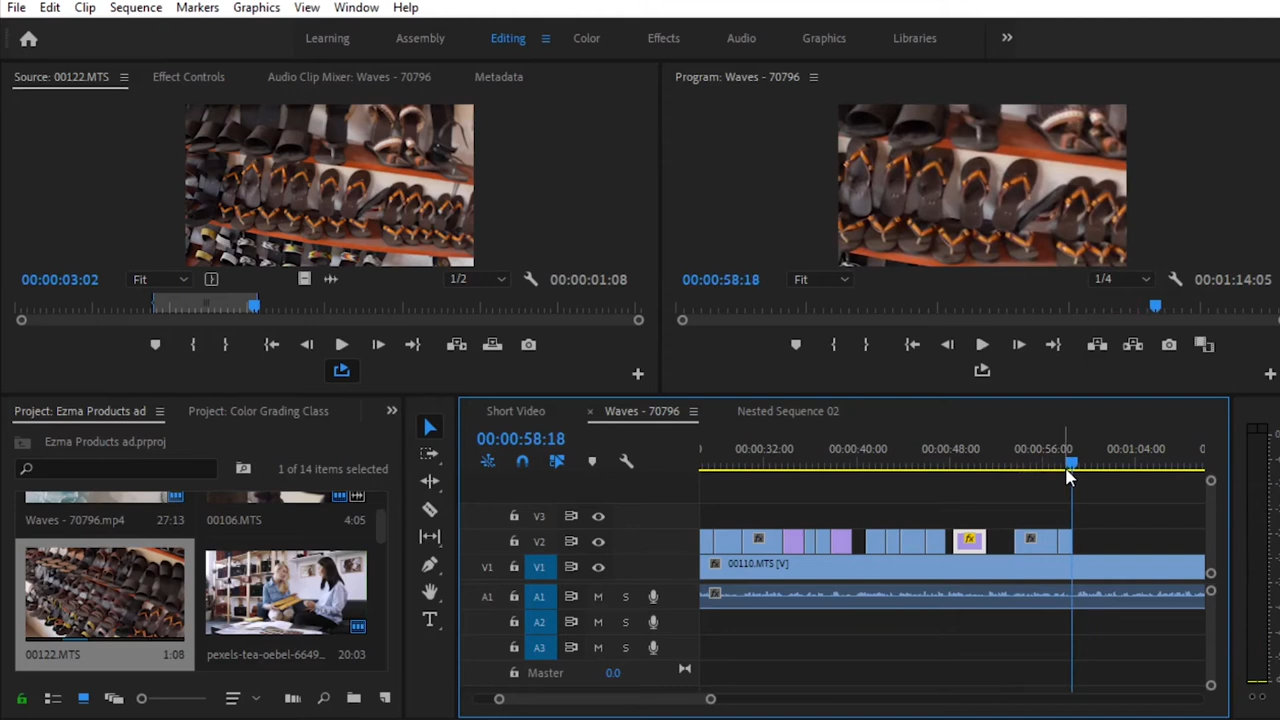 File Edit Clip Sequence Markers Graphics View Window Help
Learning Assembly Editing Color Effects Audio Graphics Libraries
Source: 00122.MTS Effect Controls Audio Clip Mixer: Waves - 70796 Metadata
Program: Waves - 70796
00:00:03:02 Fit 1/2 00:00:01:08
00:00:58:18 Fit 1/4 00:01:14:05
Project: Ezma Products ad Project: Color Grading Class
Ezma Products ad.prproj
1 of 14 items selected
Waves - 70796.mp4 27:13 00106.MTS 4:05
00122.MTS 1:08 pexels-tea-oebel-6649... 20:03
Short Video × Waves - 70796 Nested Sequence 02
00:00:58:18
00:00:32:00 00:00:40:00 00:00:48:00 00:00:56:00 00:01:04:00 0
V3
V2 fx fx fx
V1 V1 fx 00110.MTS [V]
A1 A1 M S
A2 M S
A3 M S
Master 0.0